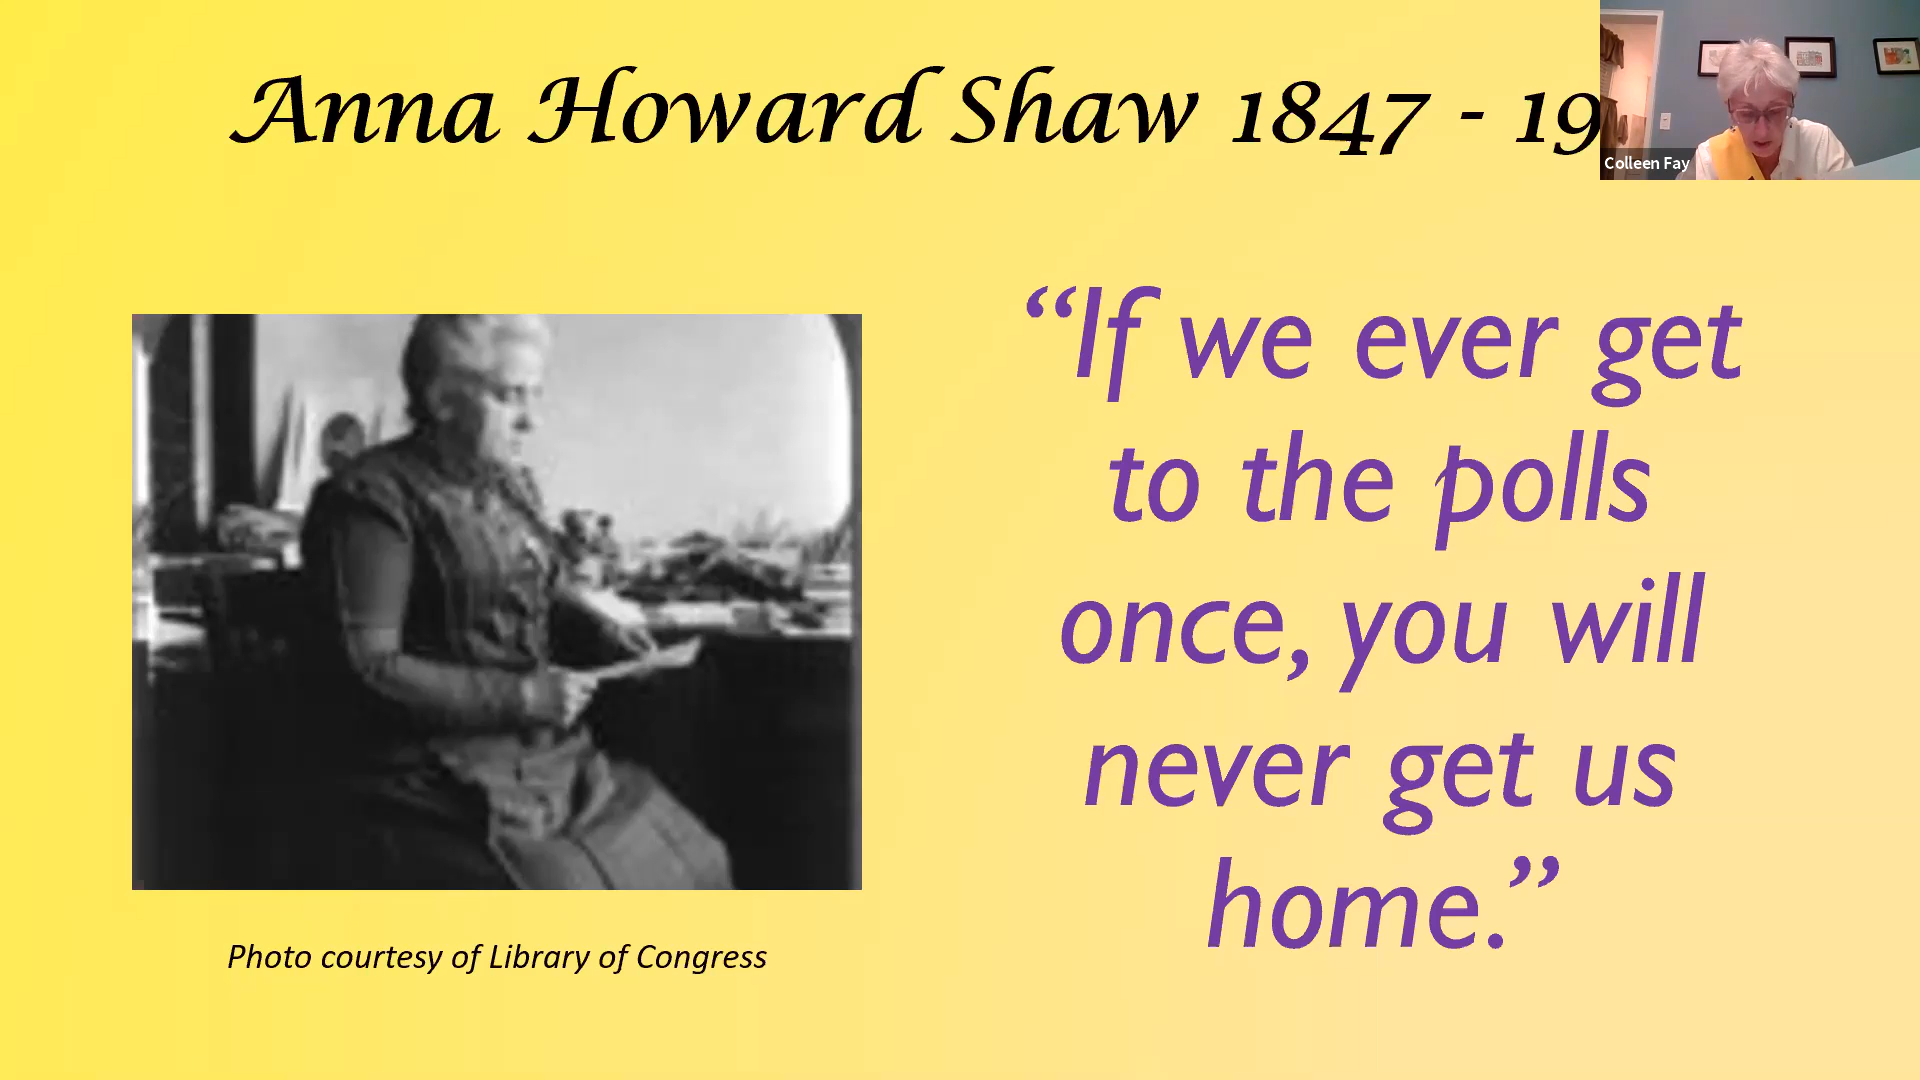 Anna Howard Shaw 1847 - 19
Colleen Fay
“If we ever get
to the polls
once, you will
never get us
home.”
Photo courtesy of Library of Congress